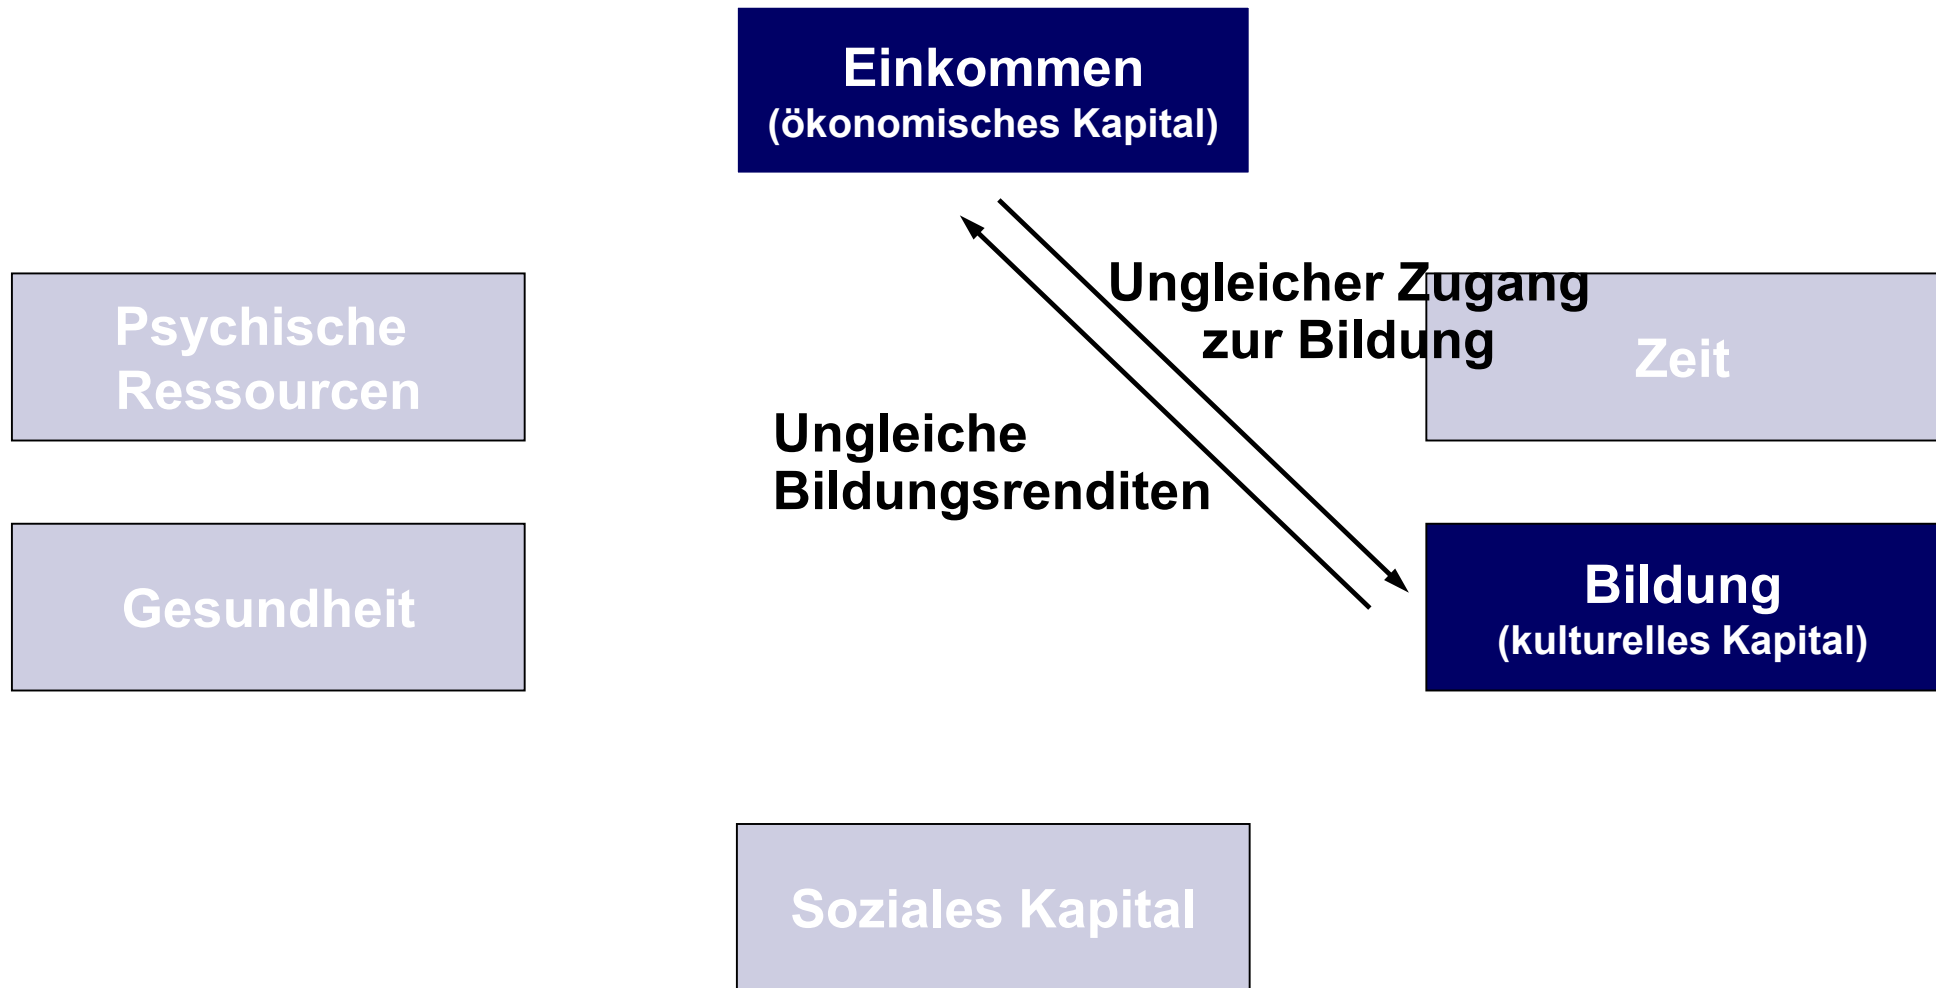 Einkommen
(ökonomisches Kapital)
Ungleicher Zugang
zur Bildung
Psychische
Ressourcen
Zeit
Ungleiche
Bildungsrenditen
Gesundheit
Bildung
(kulturelles Kapital)
Soziales Kapital